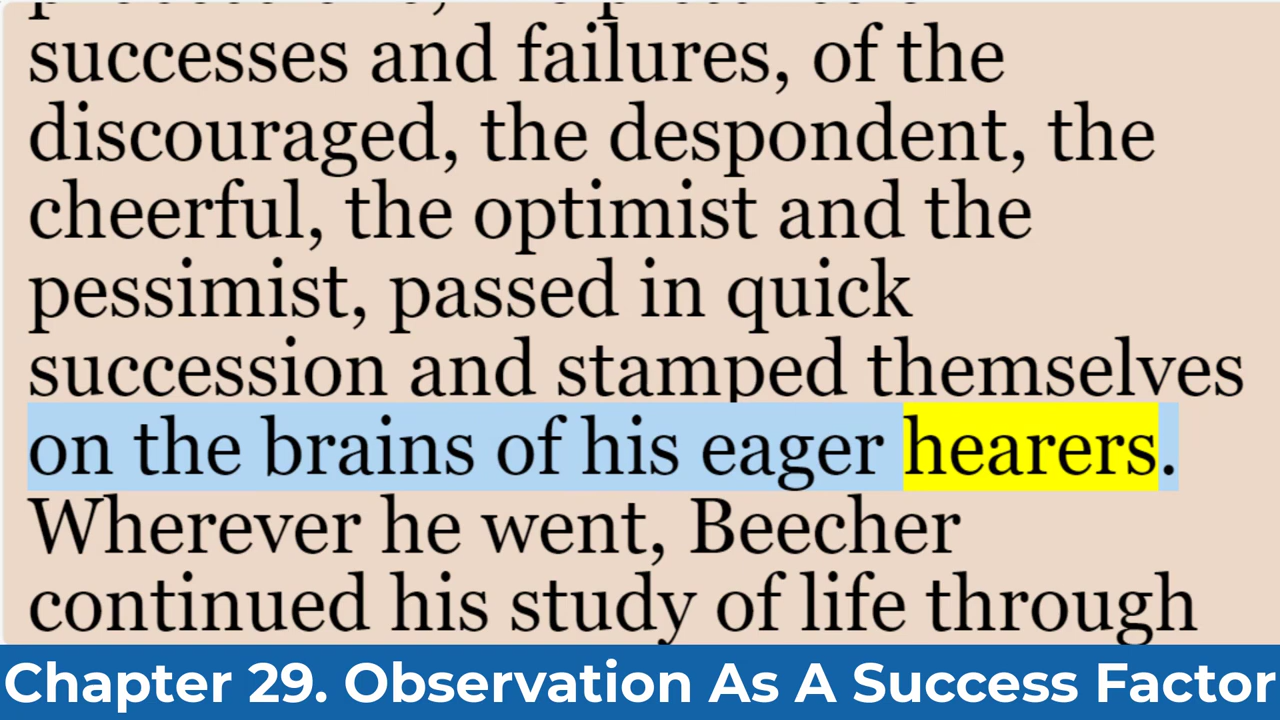 successes and failures, of the
discouraged, the despondent, the
cheerful, the optimist and the
pessimist, passed in quick
succession and stamped themselves
on the brains of his eager hearers.
Wherever he went, Beecher
continued his study of life through
Chapter 29. Observation As A Success Factor